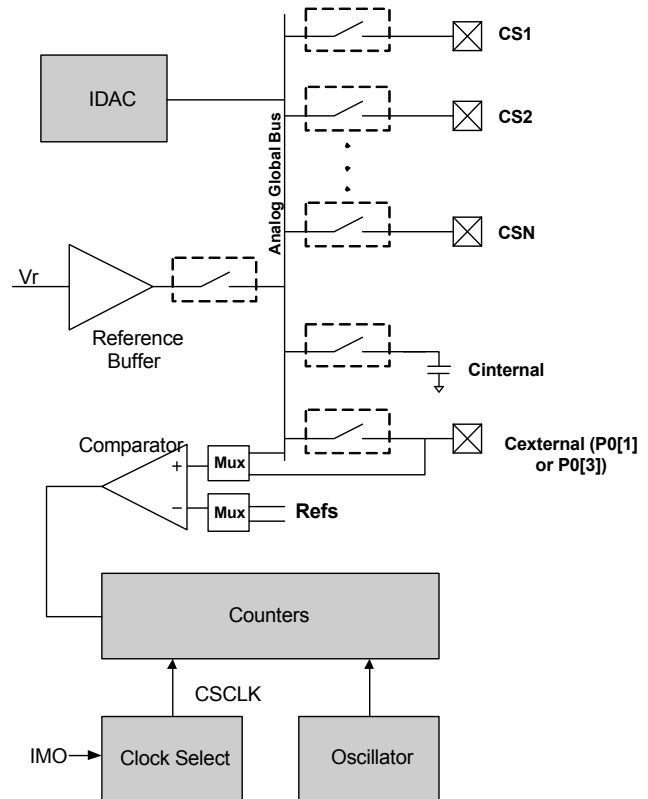 CS1
IDAC
CS2
Analog Global Bus
CSN
Vr
Reference
Buffer
Cinternal
Comparator
Cexternal (P0[1]
or P0[3])
+
Mux
−
Mux
Refs
Counters
CSCLK
IMO
Clock Select
Oscillator